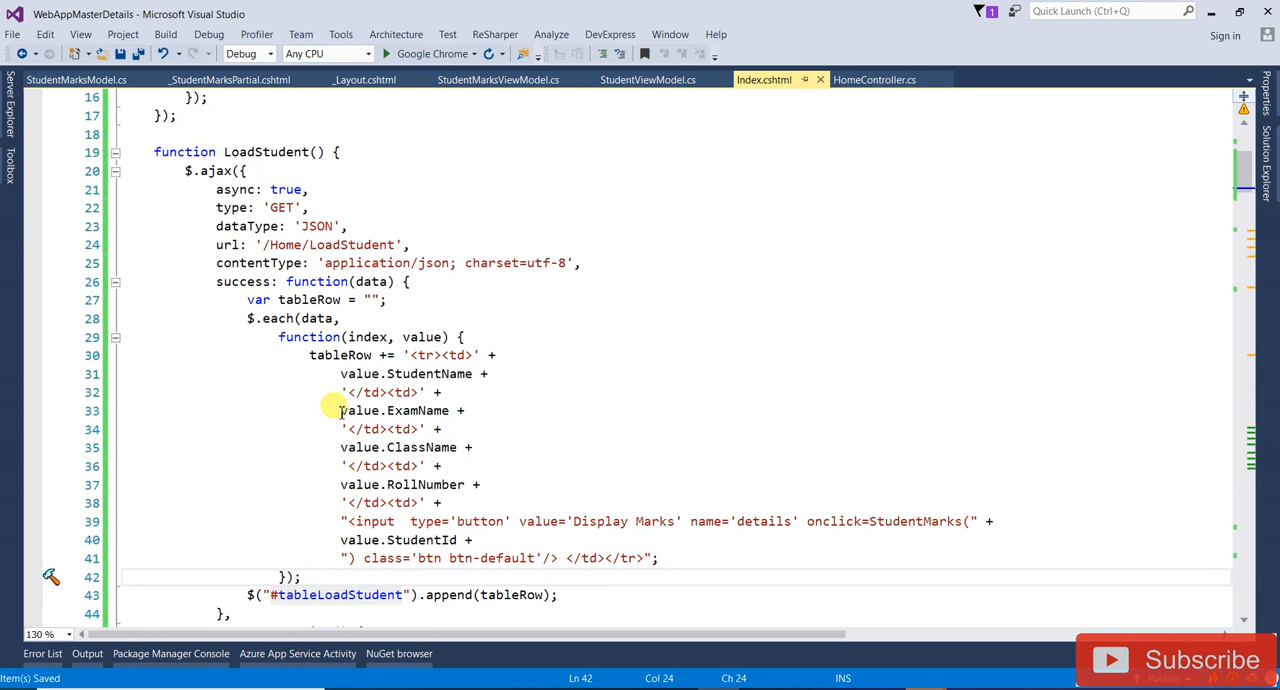 WebAppMasterDetails - Microsoft Visual Studio
1
Quick Launch (Ctrl+Q)
File Edit View Project Build Debug Profiler Team Tools Architecture Test ReSharper Analyze DevExpress Window Help
Sign in
Debug Any CPU Google Chrome
StudentMarksModel.cs _StudentMarksPartial.cshtml _Layout.cshtml StudentMarksViewModel.cs StudentViewModel.cs Index.cshtml HomeController.cs
Server Explorer
Toolbox
Properties
Solution Explorer
16 });
17 });
18
19 function LoadStudent() {
20 $.ajax({
21 async: true,
22 type: 'GET',
23 dataType: 'JSON',
24 url: '/Home/LoadStudent',
25 contentType: 'application/json; charset=utf-8',
26 success: function(data) {
27 var tableRow = "";
28 $.each(data,
29 function(index, value) {
30 tableRow += '<tr><td>' +
31 value.StudentName +
32 '</td><td>' +
33 value.ExamName +
34 '</td><td>' +
35 value.ClassName +
36 '</td><td>' +
37 value.RollNumber +
38 '</td><td>' +
39 "<input  type='button' value='Display Marks' name='details' onclick=StudentMarks(" +
40 value.StudentId +
41 ") class='btn btn-default'/> </td></tr>";
42 });
43 $("#tableLoadStudent").append(tableRow);
44 },
130 %
Error List Output Package Manager Console Azure App Service Activity NuGet browser
Item(s) Saved Ln 42 Col 24 Ch 24 INS Publish
Subscribe